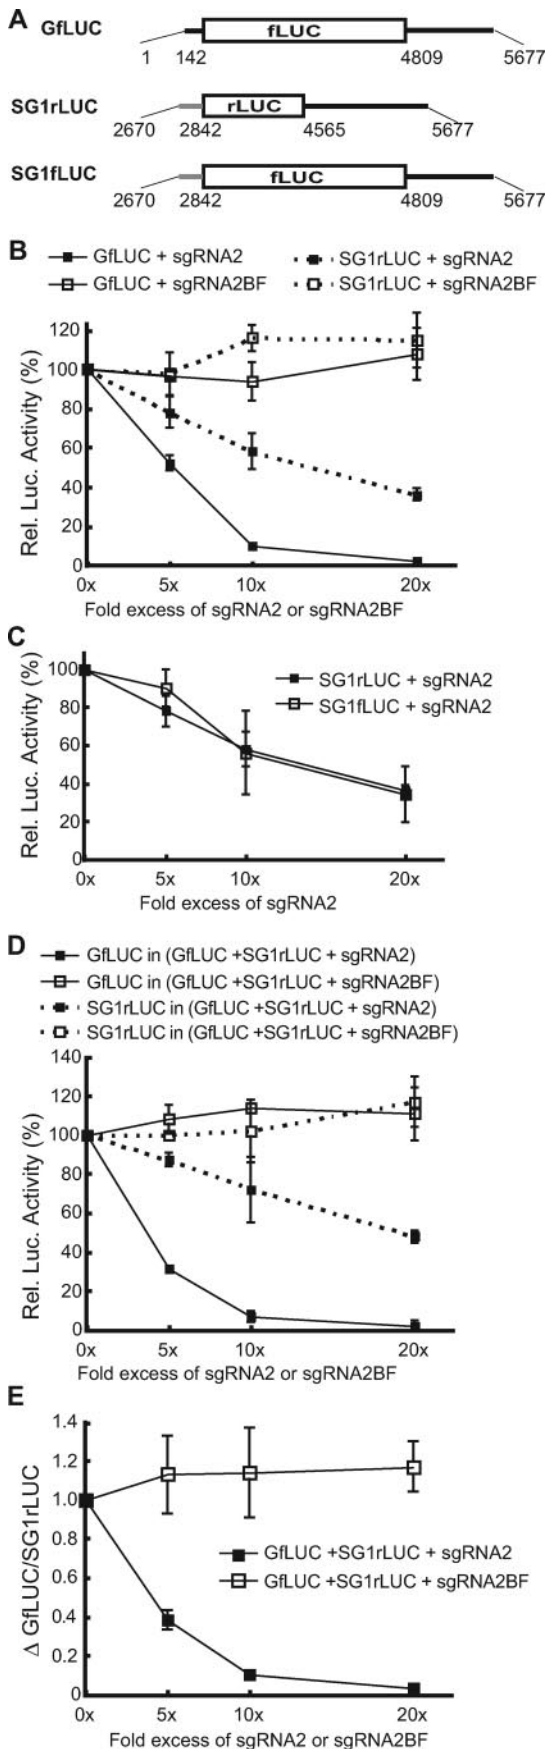 A
GfLUC
fLUC
1 142 4809 5677
SG1rLUC
rLUC
2670 2842 4565 5677
SG1fLUC
fLUC
2670 2842 4809 5677
B
GfLUC + sgRNA2
SG1rLUC + sgRNA2
GfLUC + sgRNA2BF
SG1rLUC + sgRNA2BF
Rel. Luc. Activity (%)
120
100
80
60
40
20
0
0x 5x 10x 20x
Fold excess of sgRNA2 or sgRNA2BF
C
SG1rLUC + sgRNA2
SG1fLUC + sgRNA2
Rel. Luc. Activity (%)
100
80
60
40
20
0
0x 5x 10x 20x
Fold excess of sgRNA2
D
GfLUC in (GfLUC +SG1rLUC + sgRNA2)
GfLUC in (GfLUC +SG1rLUC + sgRNA2BF)
SG1rLUC in (GfLUC +SG1rLUC + sgRNA2)
SG1rLUC in (GfLUC +SG1rLUC + sgRNA2BF)
Rel. Luc. Activity (%)
140
120
100
80
60
40
20
0
0x 5x 10x 20x
Fold excess of sgRNA2 or sgRNA2BF
E
Δ GfLUC/SG1rLUC
1.4
1.2
1.0
0.8
0.6
0.4
0.2
0
GfLUC +SG1rLUC + sgRNA2
GfLUC +SG1rLUC + sgRNA2BF
0x 5x 10x 20x
Fold excess of sgRNA2 or sgRNA2BF